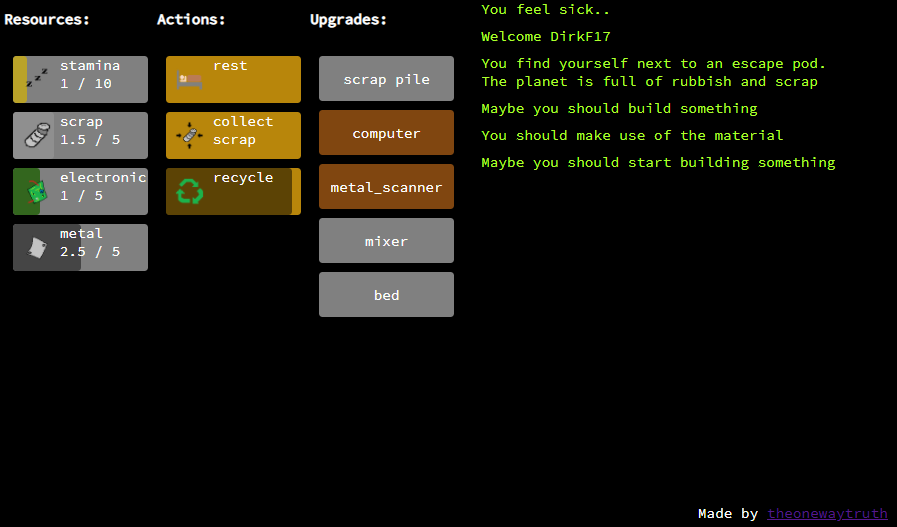 Resources:
stamina
1 / 10
scrap
1.5 / 5
electronic
1 / 5
metal
2.5 / 5
Actions:
rest
collect
scrap
recycle
Upgrades:
scrap pile
computer
metal_scanner
mixer
bed
You feel sick..
Welcome DirkF17
You find yourself next to an escape pod.
The planet is full of rubbish and scrap
Maybe you should build something
You should make use of the material
Maybe you should start building something
Made by theonewaytruth